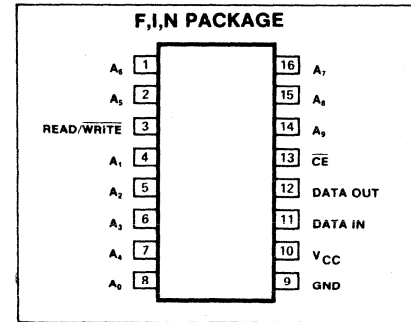 F,I,N PACKAGE
A₆ 1 16 A₇
A₅ 2 15 A₈
READ/WRITE 3 14 A₉
A₁ 4 13 CE
A₂ 5 12 DATA OUT
A₃ 6 11 DATA IN
A₄ 7 10 VCC
A₀ 8 9 GND